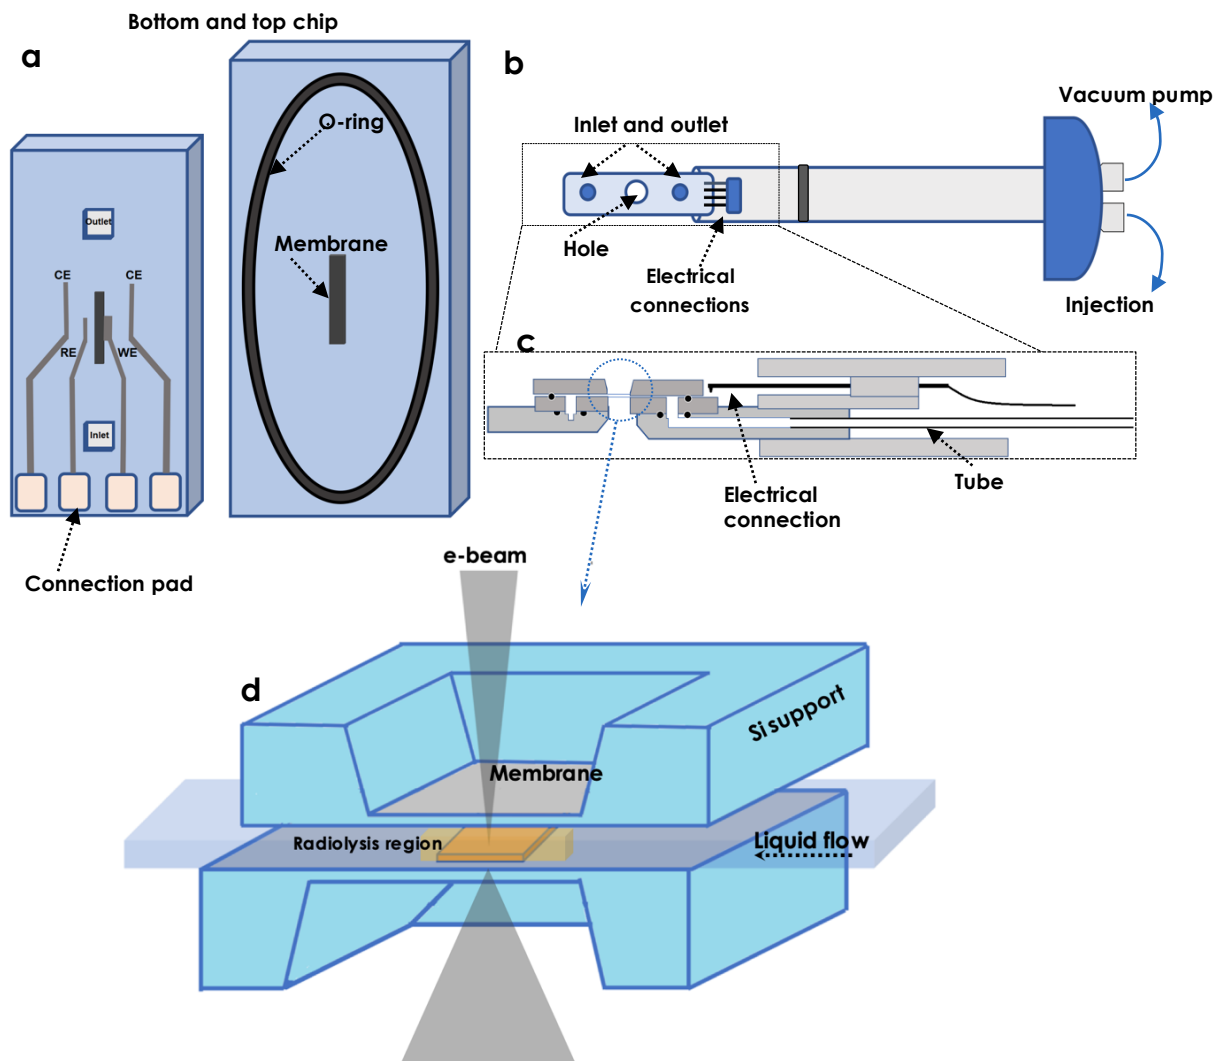 Bottom and top chip
a
b
Vacuum pump
O-ring
Inlet and outlet
Outlet
Membrane
Hole
CE
CE
Electrical
connections
Injection
RE
WE
c
Inlet
Tube
Electrical
connection
e-beam
Connection pad
d
Si support
Membrane
Radiolysis region
Liquid flow